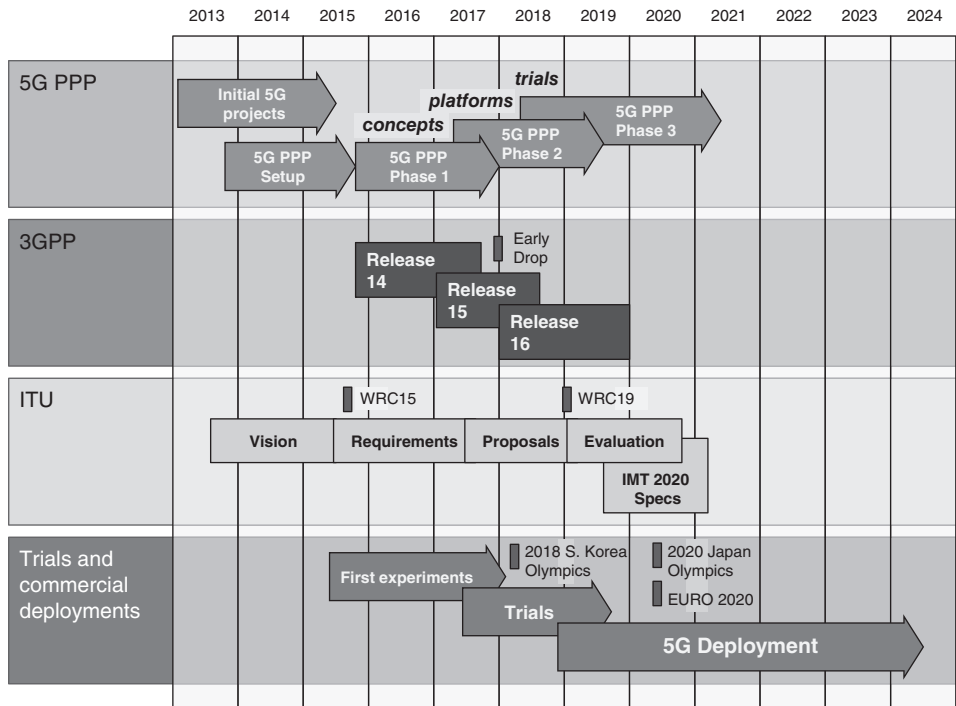 2013 2014 2015 2016 2017 2018 2019 2020 2021 2022 2023 2024
5G PPP
Initial 5G
projects
5G PPP
Setup
concepts
5G PPP
Phase 1
platforms
5G PPP
Phase 2
trials
5G PPP
Phase 3
3GPP
Release
14
Early
Drop
Release
15
Release
16
ITU
WRC15
WRC19
Vision
Requirements
Proposals
Evaluation
IMT 2020
Specs
Trials and
commercial
deployments
First experiments
2018 S. Korea
Olympics
2020 Japan
Olympics
EURO 2020
Trials
5G Deployment